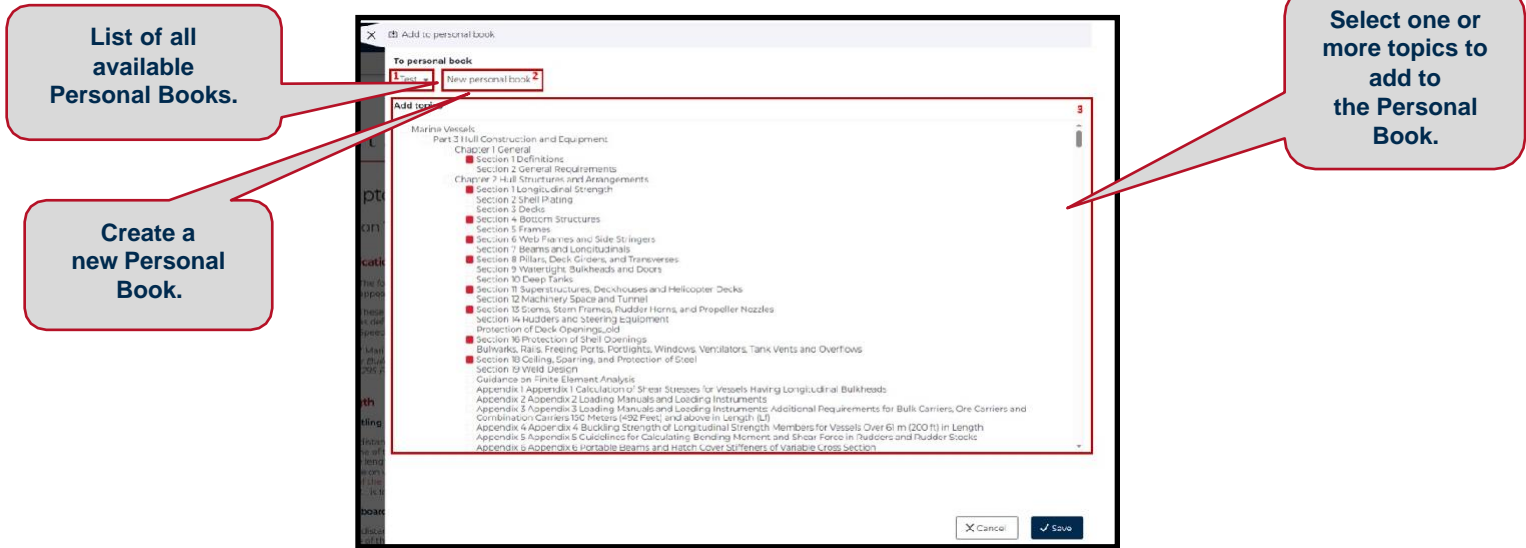 List of all
available
Personal Books.
Create a
new Personal
Book.
Select one or
more topics to
add to
the Personal
Book.
Add to personal book
To personal book
1 Test
New personal book 2
Add topics
3
Marine Vessels
Part 3 Hull Construction and Equipment
Chapter 1 General
Section 1 Definitions
Section 2 General Requirements
Chapter 2 Hull Structures and Arrangements
Section 1 Longitudinal Strength
Section 2 Shell Plating
Section 3 Decks
Section 4 Bottom Structures
Section 5 Frames
Section 6 Web Frames and Side Stringers
Section 7 Beams and Longitudinals
Section 8 Pillars, Deck Girders, and Transverses
Section 9 Watertight Bulkheads and Doors
Section 10 Deep Tanks
Section 11 Superstructures, Deckhouses and Helicopter Decks
Section 12 Machinery Space and Tunnel
Section 13 Stems, Stern Frames, Rudder Horns, and Propeller Nozzles
Section 14 Rudders and Steering Equipment
Protection of Deck Openings_old
Section 16 Protection of Shell Openings
Bulwarks, Rails, Freeing Ports, Portlights, Windows, Ventilators, Tank Vents and Overflows
Section 18 Ceiling, Sparring, and Protection of Steel
Section 19 Weld Design
Guidance on Finite Element Analysis
Appendix 1 Appendix 1 Calculation of Shear Stresses for Vessels Having Longitudinal Bulkheads
Appendix 2 Appendix 2 Loading Manuals and Loading Instruments
Appendix 3 Appendix 3 Loading Manuals and Loading Instruments: Additional Requirements for Bulk Carriers, Ore Carriers and
Combination Carriers 150 Meters (492 Feet) and above in Length (Lf)
Appendix 4 Appendix 4 Buckling Strength of Longitudinal Strength Members for Vessels Over 61 m (200 ft) in Length
Appendix 5 Appendix 5 Guidelines for Calculating Bending Moment and Shear Force in Rudders and Rudder Stocks
Appendix 6 Appendix 6 Portable Beams and Hatch Cover Stiffeners of Variable Cross Section
Cancel
Save